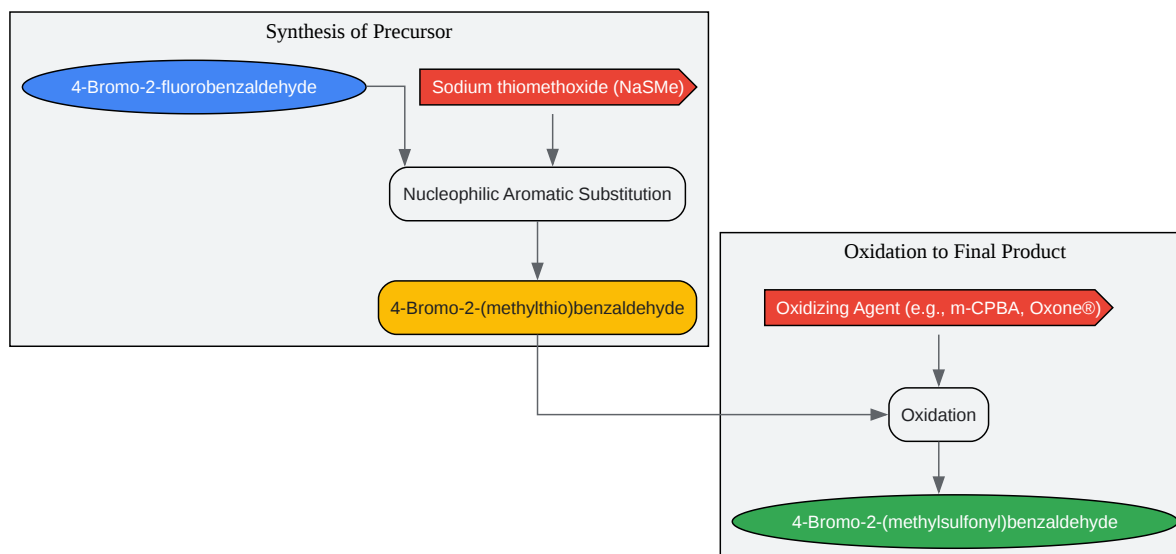 Synthesis of Precursor
4-Bromo-2-fluorobenzaldehyde
Sodium thiomethoxide (NaSMe)
Nucleophilic Aromatic Substitution
4-Bromo-2-(methylthio)benzaldehyde
Oxidation to Final Product
Oxidizing Agent (e.g., m-CPBA, Oxone®)
Oxidation
4-Bromo-2-(methylsulfonyl)benzaldehyde